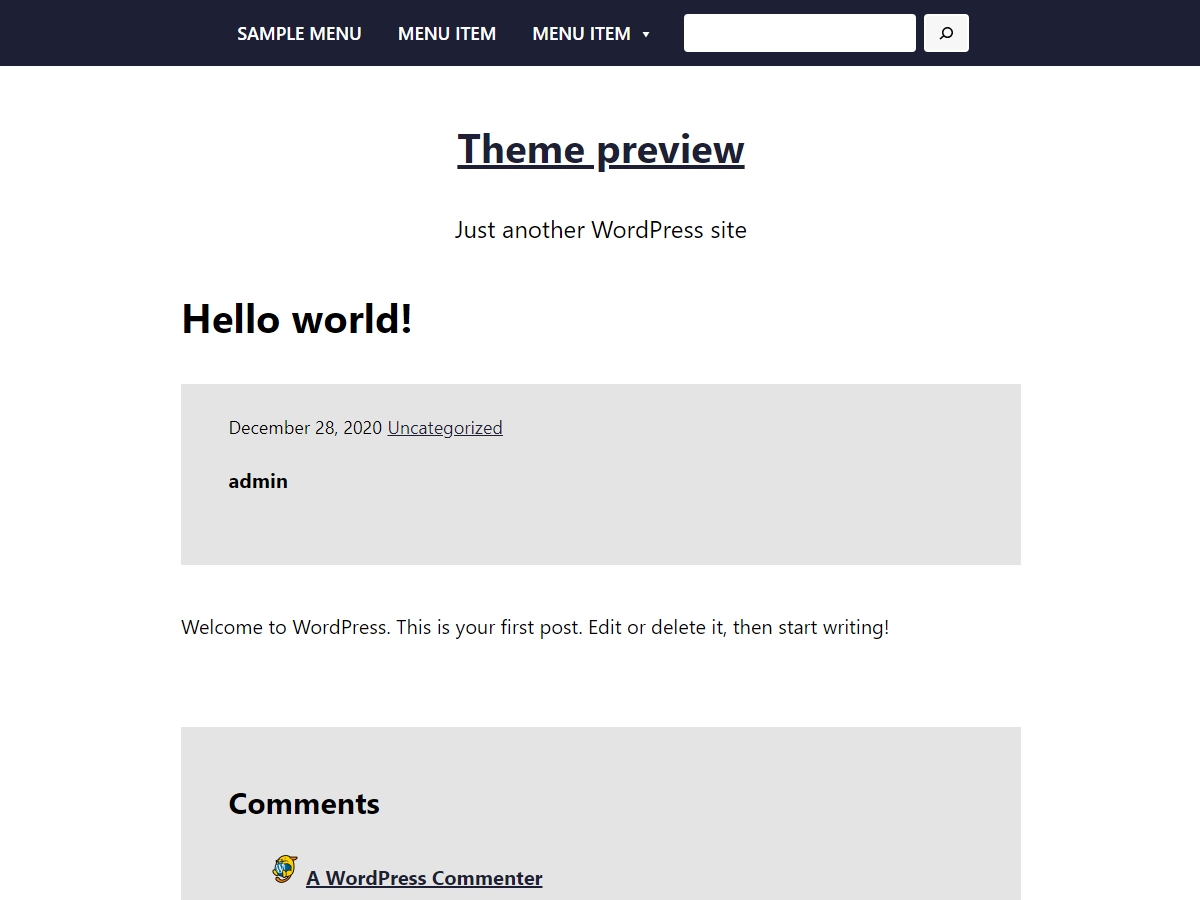 SAMPLE MENU MENU ITEM MENU ITEM
Theme preview
Just another WordPress site
Hello world!
December 28, 2020 Uncategorized
admin
Welcome to WordPress. This is your first post. Edit or delete it, then start writing!
Comments
A WordPress Commenter